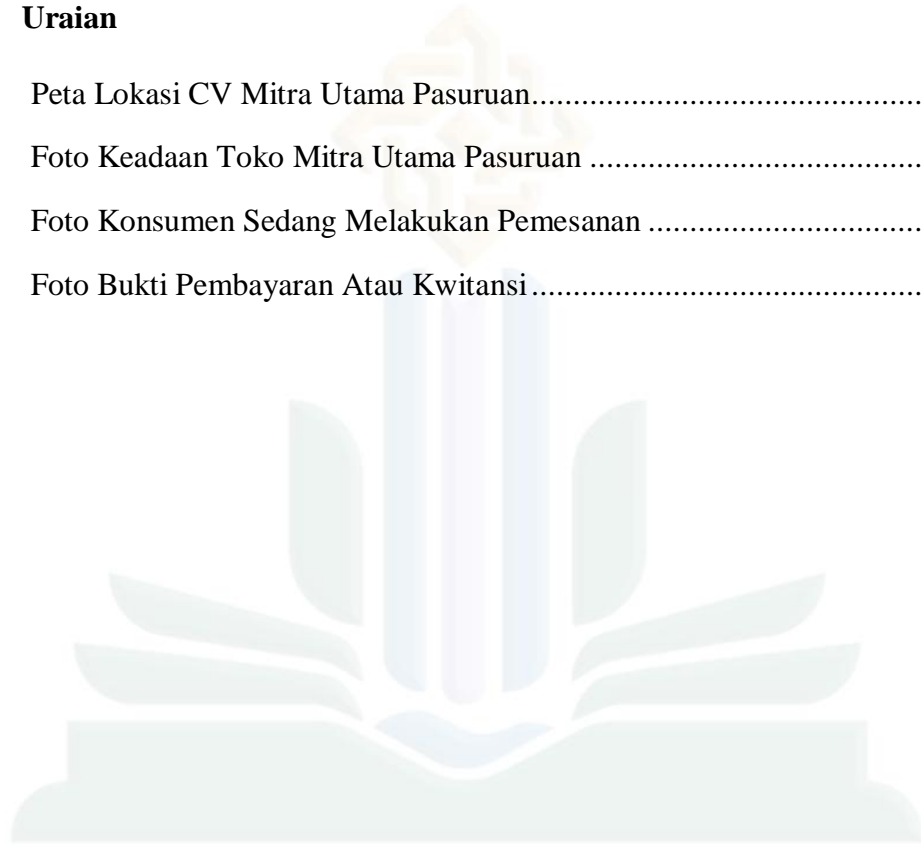 Uraian
Peta Lokasi CV Mitra Utama Pasuruan................................................
Foto Keadaan Toko Mitra Utama Pasuruan .........................................
Foto Konsumen Sedang Melakukan Pemesanan ..................................
Foto Bukti Pembayaran Atau Kwitansi................................................